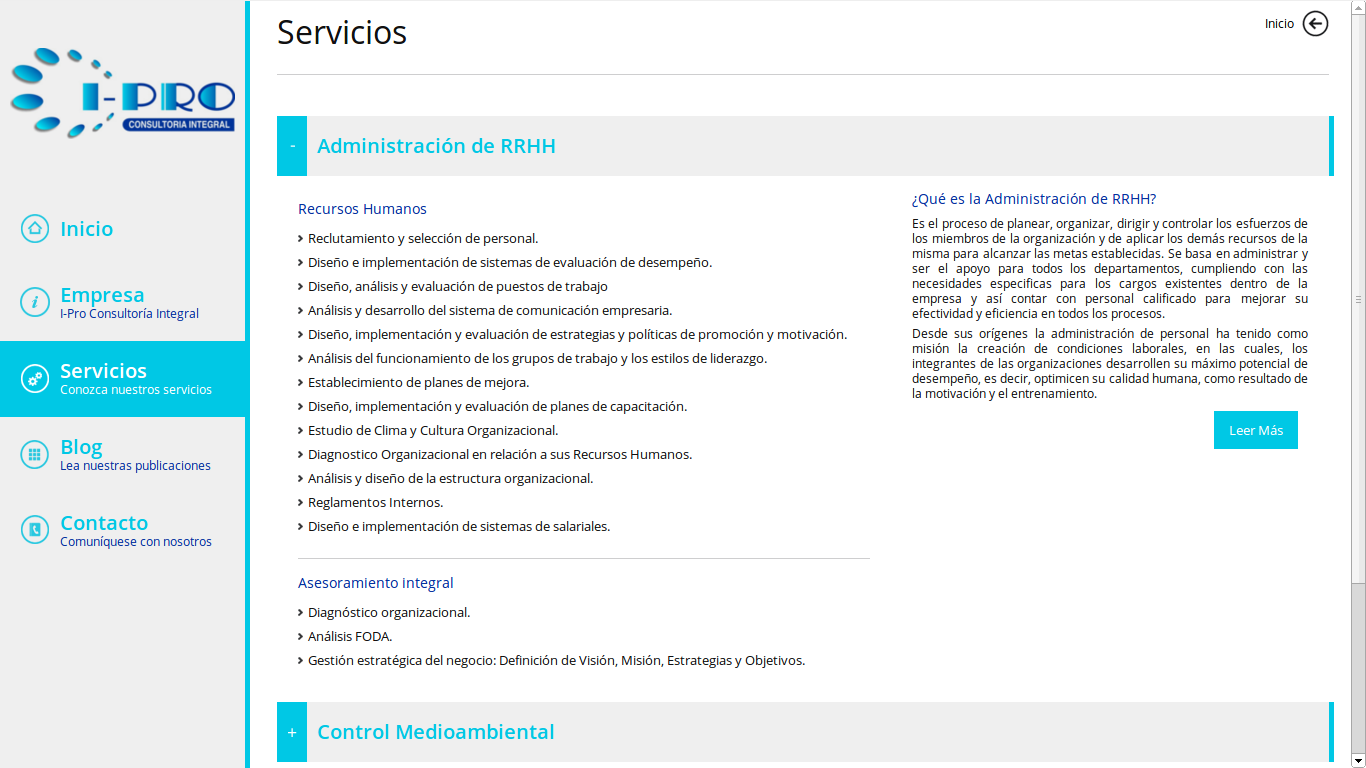 I-PRO
CONSULTORIA INTEGRAL
Inicio
Empresa
I-Pro Consultoría Integral
Servicios
Conozca nuestros servicios
Blog
Lea nuestras publicaciones
Contacto
Comuníquese con nosotros
Servicios
Inicio
- Administración de RRHH
Recursos Humanos
Reclutamiento y selección de personal.
Diseño e implementación de sistemas de evaluación de desempeño.
Diseño, análisis y evaluación de puestos de trabajo
Análisis y desarrollo del sistema de comunicación empresaria.
Diseño, implementación y evaluación de estrategias y políticas de promoción y motivación.
Análisis del funcionamiento de los grupos de trabajo y los estilos de liderazgo.
Establecimiento de planes de mejora.
Diseño, implementación y evaluación de planes de capacitación.
Estudio de Clima y Cultura Organizacional.
Diagnostico Organizacional en relación a sus Recursos Humanos.
Análisis y diseño de la estructura organizacional.
Reglamentos Internos.
Diseño e implementación de sistemas de salariales.
Asesoramiento integral
Diagnóstico organizacional.
Análisis FODA.
Gestión estratégica del negocio: Definición de Visión, Misión, Estrategias y Objetivos.
¿Qué es la Administración de RRHH?
Es el proceso de planear, organizar, dirigir y controlar los esfuerzos de
los miembros de la organización y de aplicar los demás recursos de la
misma para alcanzar las metas establecidas. Se basa en administrar y
ser el apoyo para todos los departamentos, cumpliendo con las
necesidades especificas para los cargos existentes dentro de la
empresa y así contar con personal calificado para mejorar su
efectividad y eficiencia en todos los procesos.
Desde sus orígenes la administración de personal ha tenido como
misión la creación de condiciones laborales, en las cuales, los
integrantes de las organizaciones desarrollen su máximo potencial de
desempeño, es decir, optimicen su calidad humana, como resultado de
la motivación y el entrenamiento.
Leer Más
+ Control Medioambiental